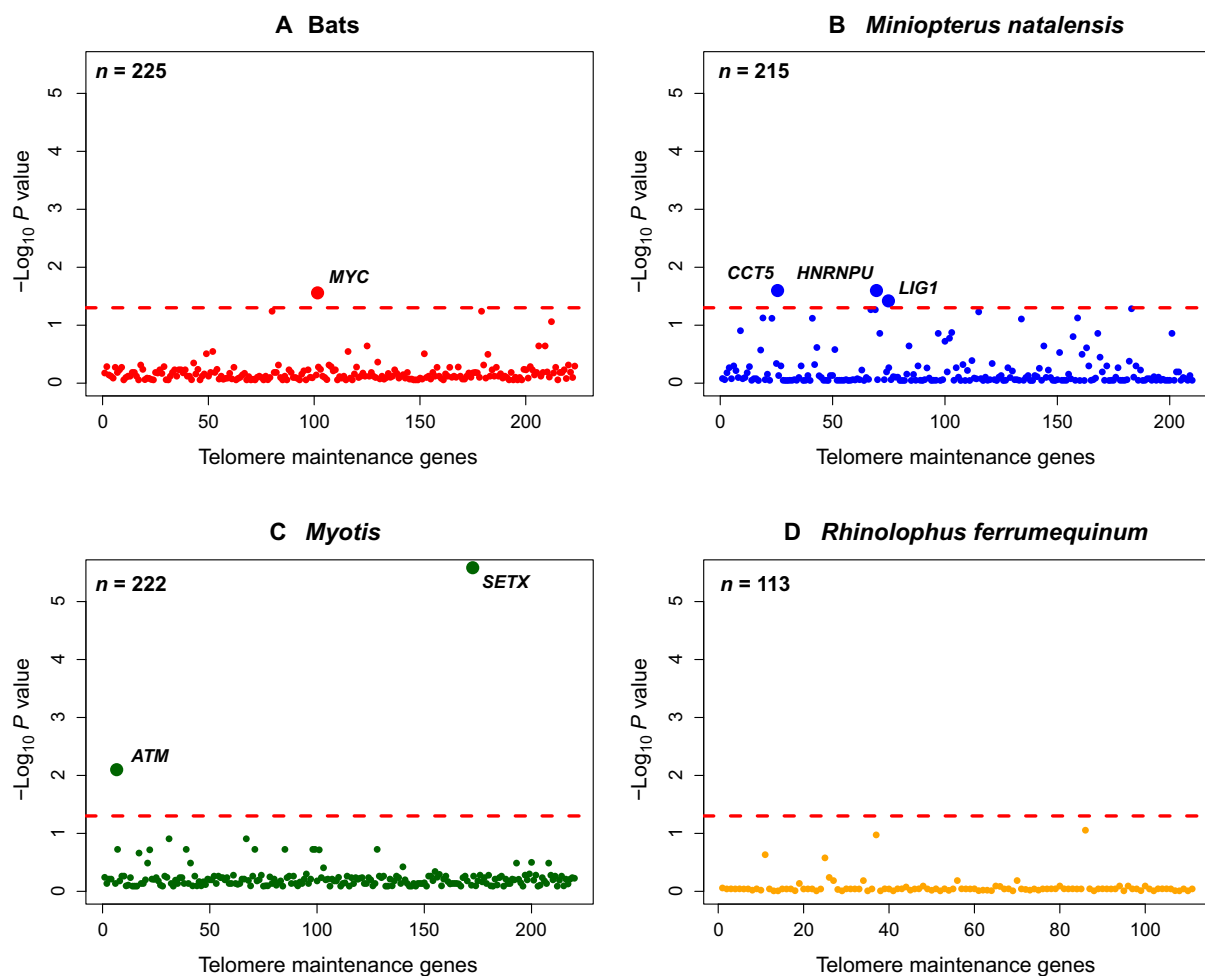 A Bats
n = 225
MYC
−Log10 P value
5
4
3
2
1
0
0 50 100 150 200
Telomere maintenance genes
B Miniopterus natalensis
n = 215
CCT5 HNRNPU LIG1
−Log10 P value
5
4
3
2
1
0
0 50 100 150 200
Telomere maintenance genes
C Myotis
n = 222
SETX
ATM
−Log10 P value
5
4
3
2
1
0
0 50 100 150 200
Telomere maintenance genes
D Rhinolophus ferrumequinum
n = 113
−Log10 P value
5
4
3
2
1
0
0 20 40 60 80 100
Telomere maintenance genes